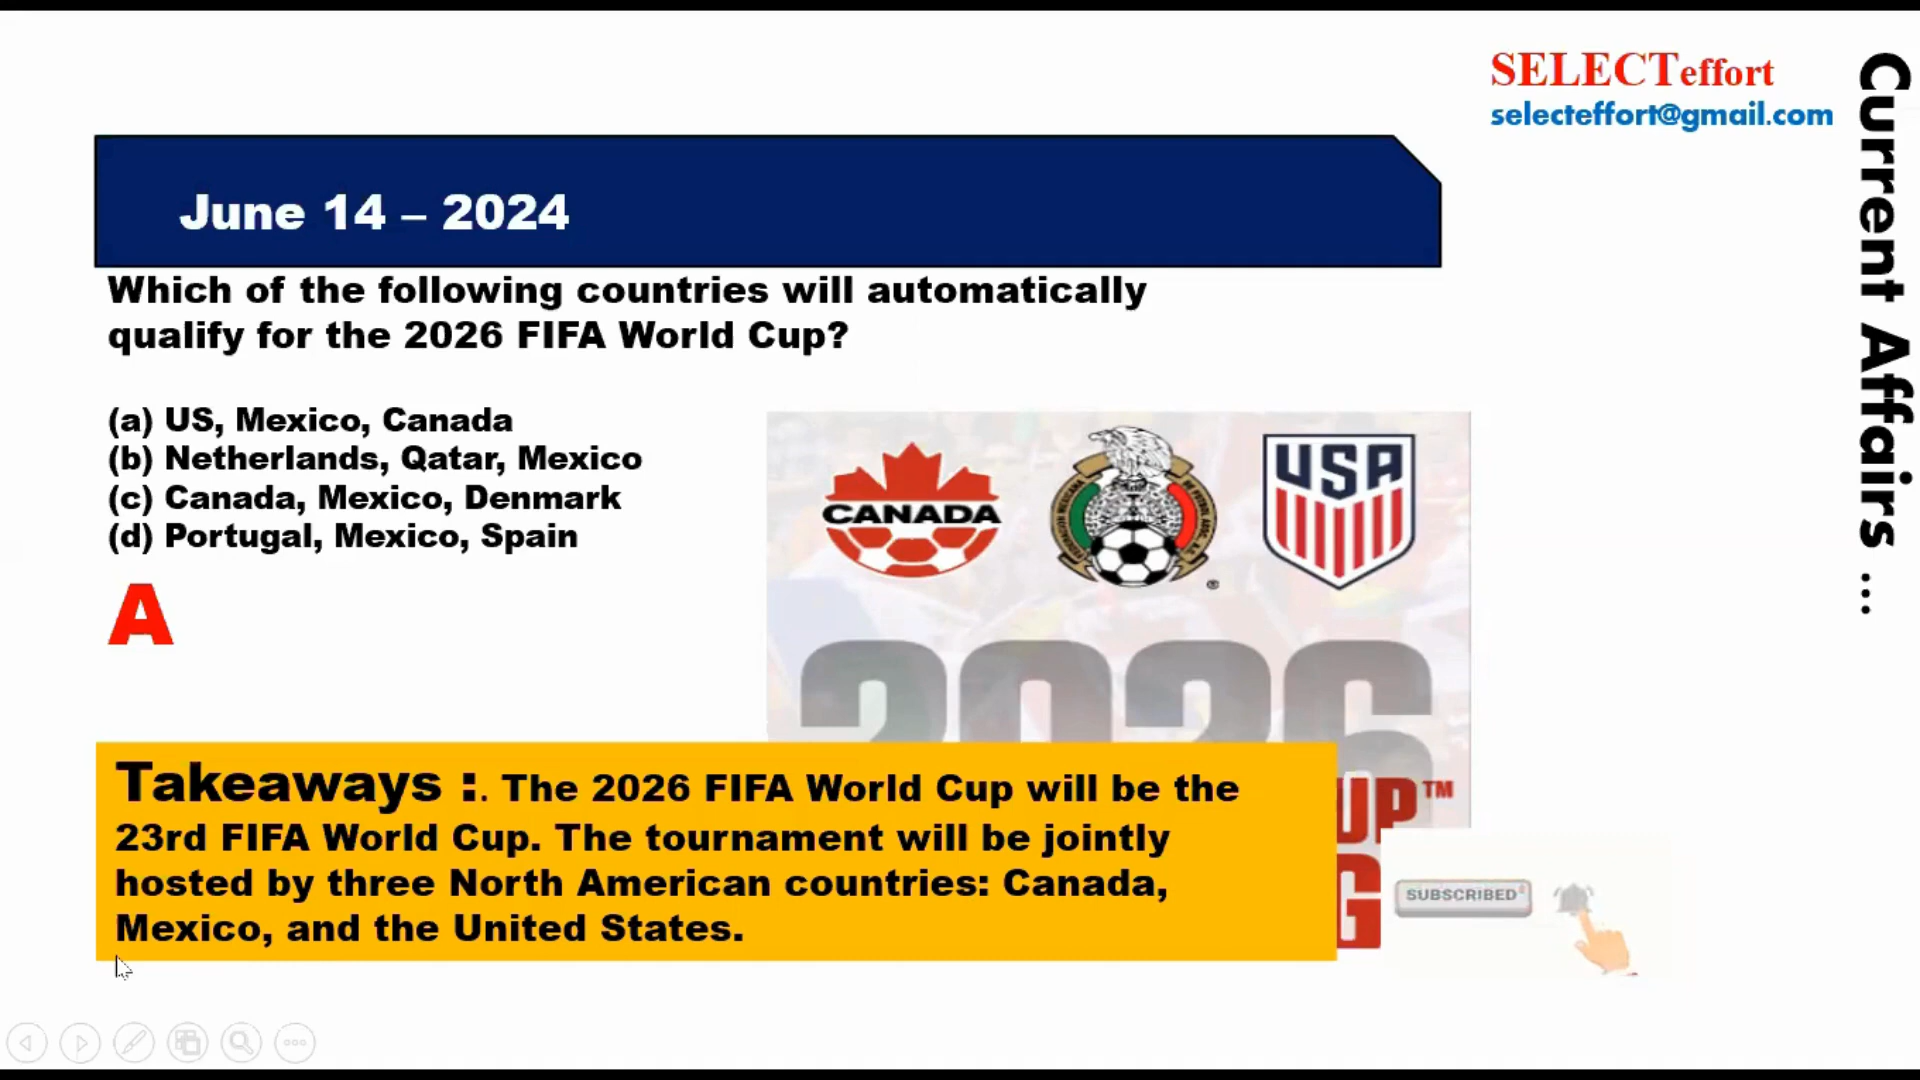 SELECTeffort
selecteffort@gmail.com
Current Affairs ...
June 14 – 2024
Which of the following countries will automatically
qualify for the 2026 FIFA World Cup?
(a) US, Mexico, Canada
(b) Netherlands, Qatar, Mexico
(c) Canada, Mexico, Denmark
(d) Portugal, Mexico, Spain
A
CANADA
USA
2026
UP™
G
Takeaways :. The 2026 FIFA World Cup will be the
23rd FIFA World Cup. The tournament will be jointly
hosted by three North American countries: Canada,
Mexico, and the United States.
SUBSCRIBED